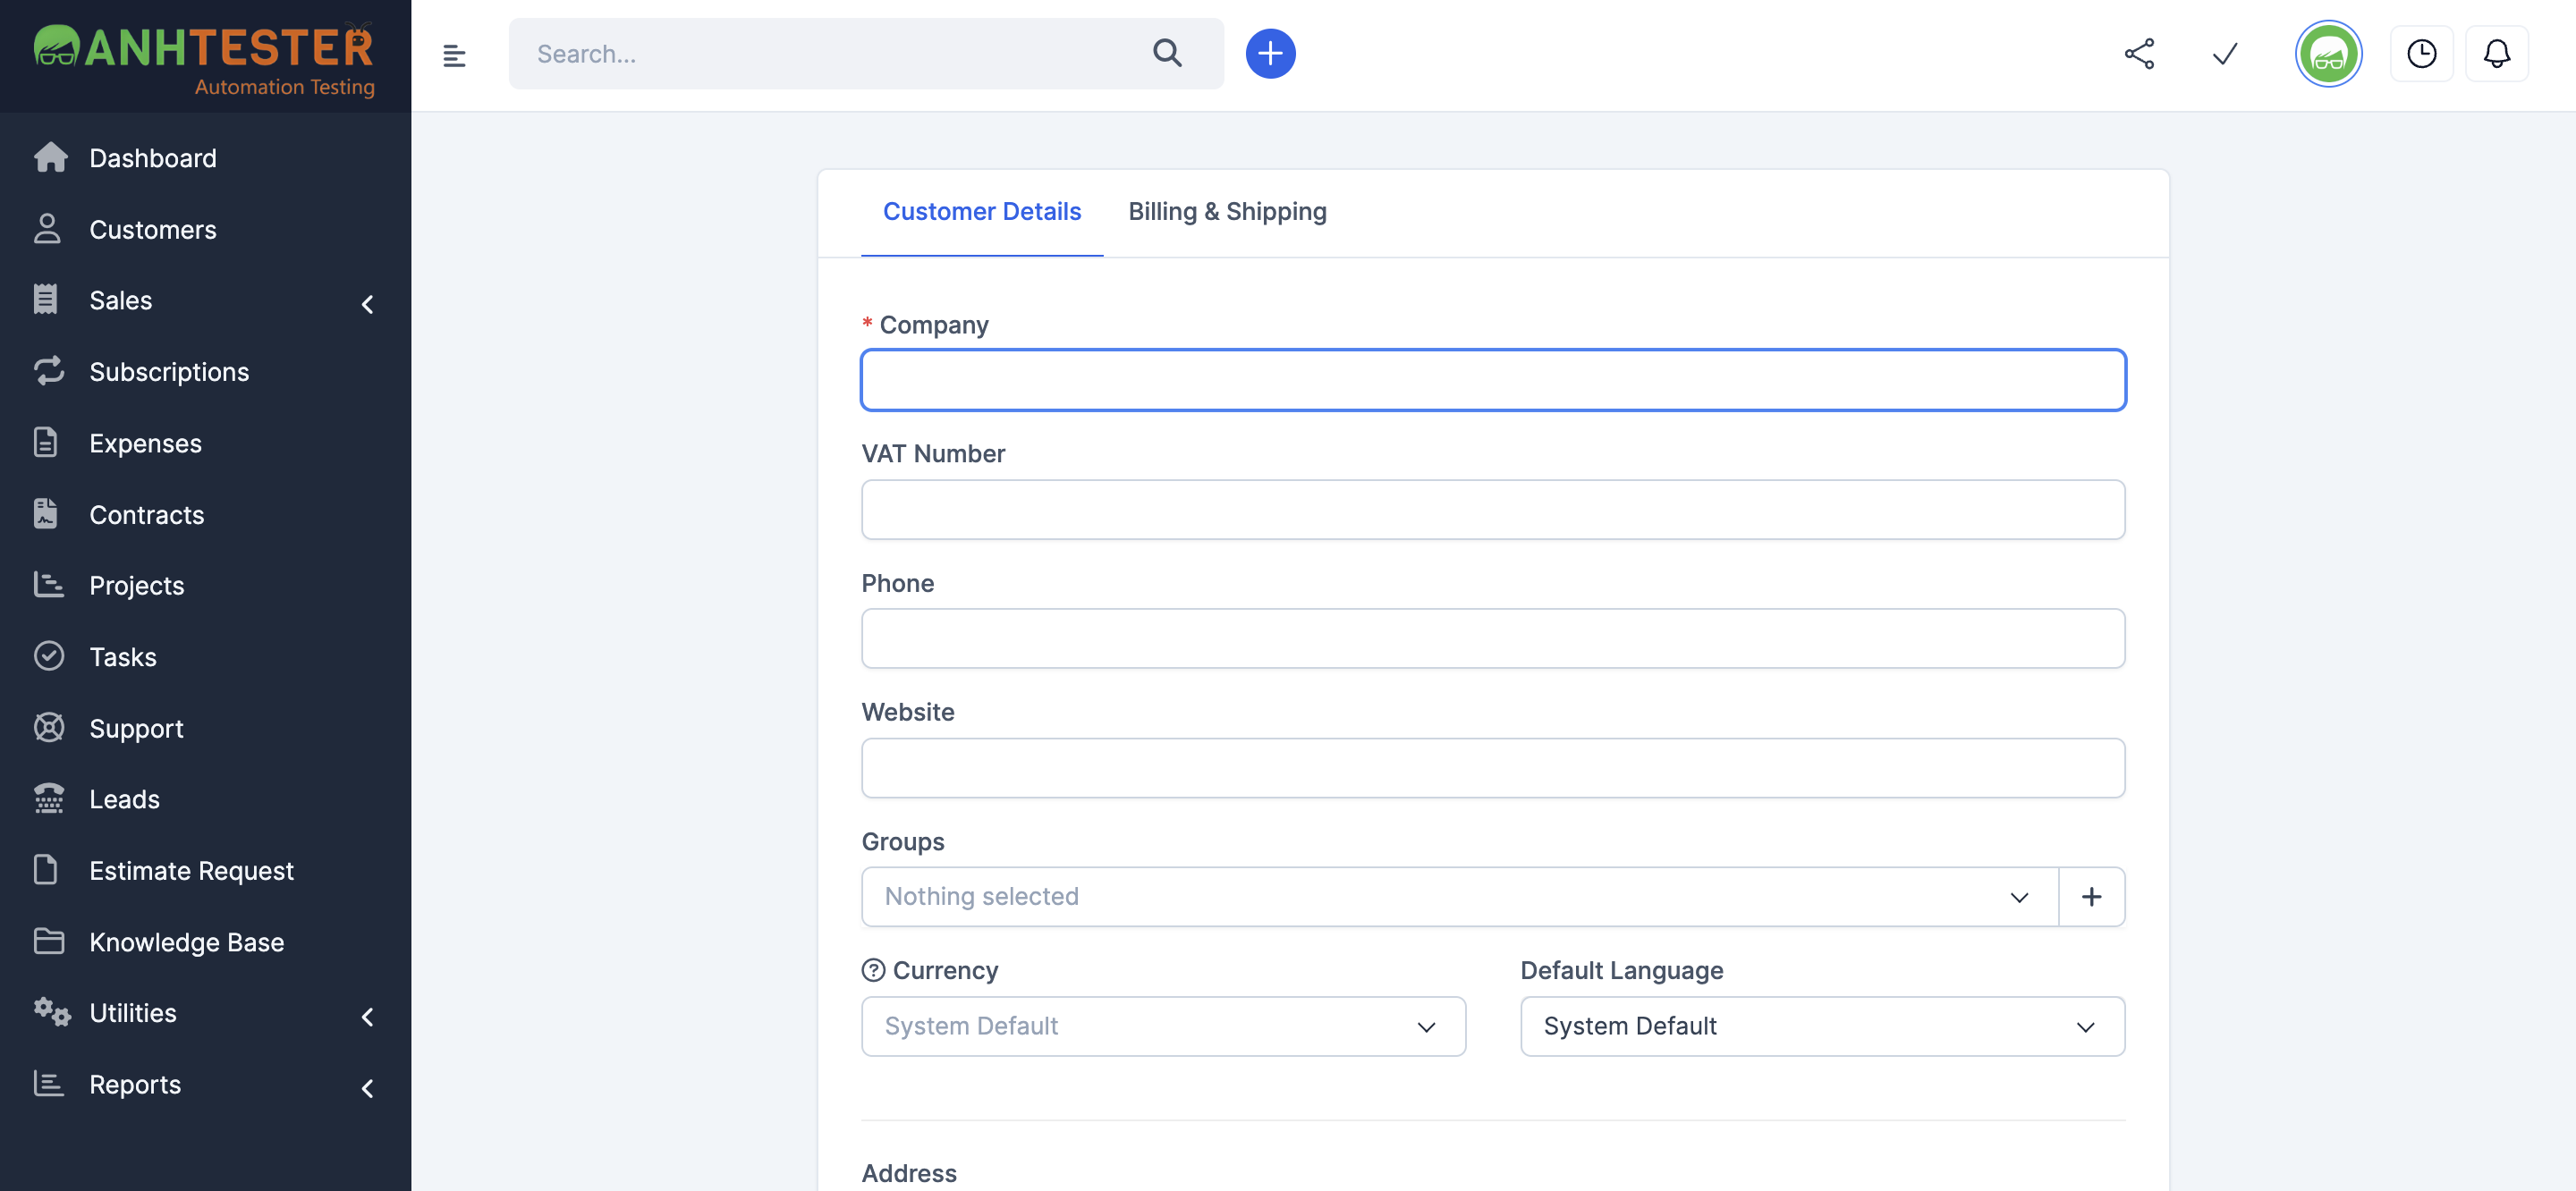 ANHTESTER
Automation Testing
Search...
Dashboard
Customers
Sales
Subscriptions
Expenses
Contracts
Projects
Tasks
Support
Leads
Estimate Request
Knowledge Base
Utilities
Reports
Customer Details Billing & Shipping
* Company
VAT Number
Phone
Website
Groups
Nothing selected
Currency Default Language
System Default System Default
Address